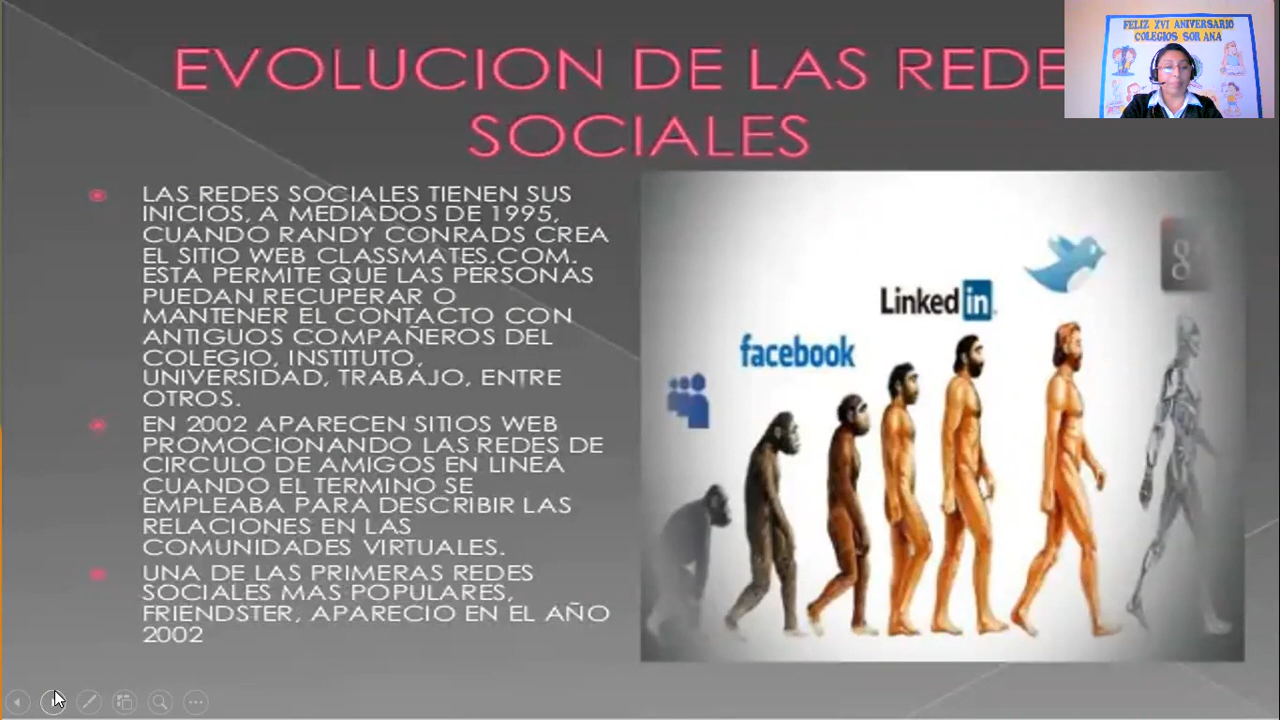 EVOLUCION DE LAS REDE
SOCIALES
FELIZ XVI ANIVERSARIO
COLEGIOS SOR ANA
LAS REDES SOCIALES TIENEN SUS
INICIOS, A MEDIADOS DE 1995,
CUANDO RANDY CONRADS CREA
EL SITIO WEB CLASSMATES.COM.
ESTA PERMITE QUE LAS PERSONAS
PUEDAN RECUPERAR O
MANTENER EL CONTACTO CON
ANTIGUOS COMPAÑEROS DEL
COLEGIO, INSTITUTO,
UNIVERSIDAD, TRABAJO, ENTRE
OTROS.
EN 2002 APARECEN SITIOS WEB
PROMOCIONANDO LAS REDES DE
CIRCULO DE AMIGOS EN LINEA
CUANDO EL TERMINO SE
EMPLEABA PARA DESCRIBIR LAS
RELACIONES EN LAS
COMUNIDADES VIRTUALES.
UNA DE LAS PRIMERAS REDES
SOCIALES MAS POPULARES,
FRIENDSTER, APARECIO EN EL AÑO
2002
facebook
Linked in
g